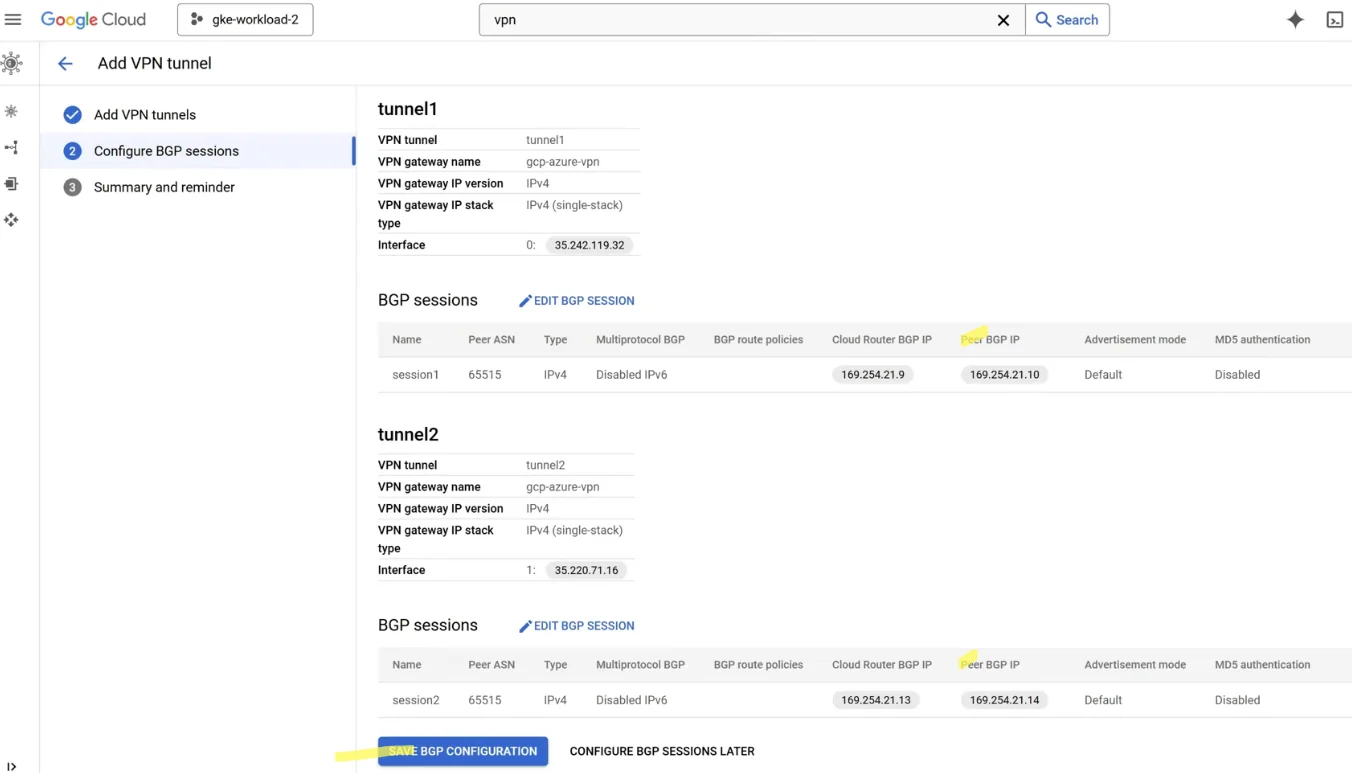 Google Cloud
gke-workload-2
vpn
Search
Add VPN tunnel
Add VPN tunnels
2 Configure BGP sessions
3 Summary and reminder
tunnel1
VPN tunnel tunnel1
VPN gateway name gcp-azure-vpn
VPN gateway IP version IPv4
VPN gateway IP stack IPv4 (single-stack)
type
Interface 0: 35.242.119.32
BGP sessions EDIT BGP SESSION
Name Peer ASN Type Multiprotocol BGP BGP route policies Cloud Router BGP IP Peer BGP IP Advertisement mode MD5 authentication
session1 65515 IPv4 Disabled IPv6 169.254.21.9 169.254.21.10 Default Disabled
tunnel2
VPN tunnel tunnel2
VPN gateway name gcp-azure-vpn
VPN gateway IP version IPv4
VPN gateway IP stack IPv4 (single-stack)
type
Interface 1: 35.220.71.16
BGP sessions EDIT BGP SESSION
Name Peer ASN Type Multiprotocol BGP BGP route policies Cloud Router BGP IP Peer BGP IP Advertisement mode MD5 authentication
session2 65515 IPv4 Disabled IPv6 169.254.21.13 169.254.21.14 Default Disabled
SAVE BGP CONFIGURATION CONFIGURE BGP SESSIONS LATER